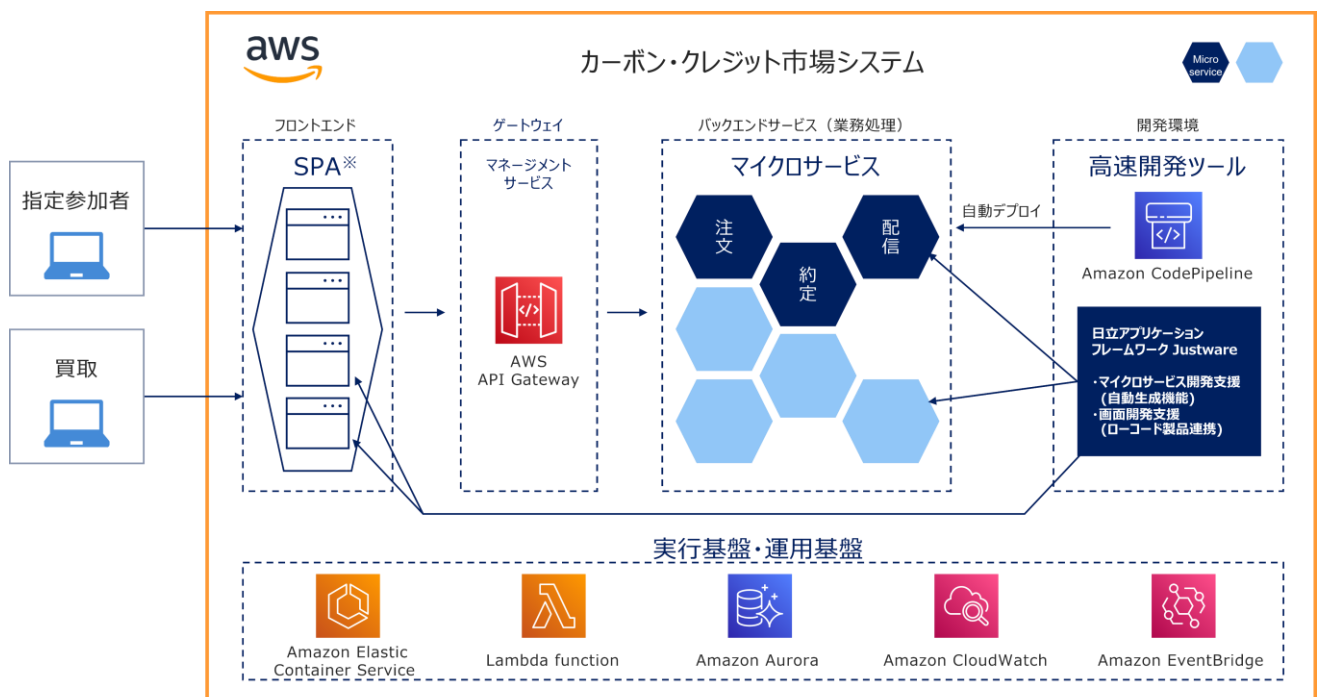 aws
カーボン・クレジット市場システム
Micro
service
フロントエンド
ゲートウェイ
バックエンドサービス（業務処理）
開発環境
指定参加者
買取
SPA※
マネージメント
サービス
AWS
API Gateway
マイクロサービス
注文
約定
配信
高速開発ツール
自動デプロイ
Amazon CodePipeline
日立アプリケーション
フレームワーク Justware
・マイクロサービス開発支援
(自動生成機能)
・画面開発支援
(ローコード製品連携)
実行基盤・運用基盤
Amazon Elastic
Container Service
Lambda function
Amazon Aurora
Amazon CloudWatch
Amazon EventBridge